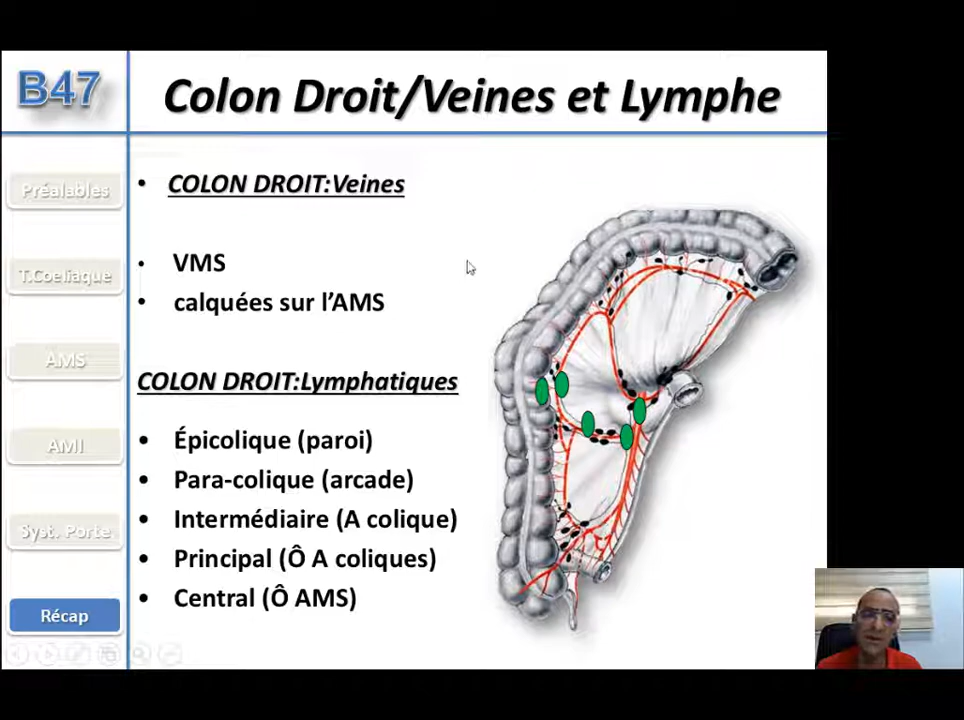 B47
Colon Droit/Veines et Lymphe
Préalables
T.Coeliaque
AMS
AMI
Syst. Porte
Récap
• COLON DROIT:Veines
• VMS
• calquées sur l’AMS
COLON DROIT:Lymphatiques
• Épicolique (paroi)
• Para-colique (arcade)
• Intermédiaire (A colique)
• Principal (Ô A coliques)
• Central (Ô AMS)